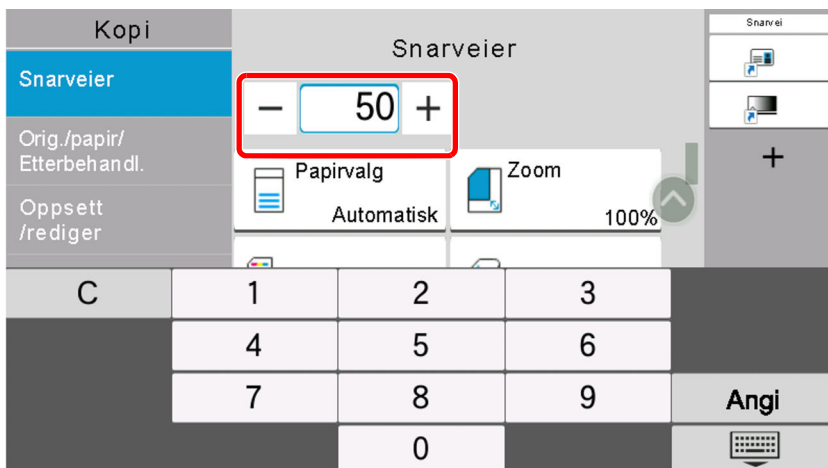 Kopi
Snarveier
Snarvei
Snarveier
− 50 +
Orig./papir/
Etterbehandl.
Papirvalg
Automatisk
Zoom
100%
+
Oppsett
/rediger
C 1 2 3
4 5 6
7 8 9 Angi
0